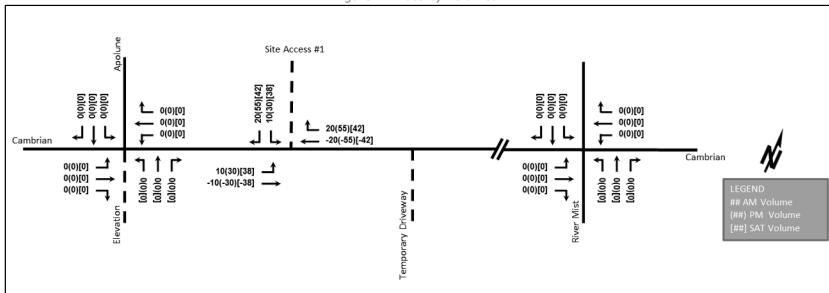 Apolune
Site Access #1
0(0)[0]
0(0)[0]
0(0)[0]
0(0)[0]
0(0)[0]
0(0)[0]
20(55)[42]
10(30)[38]
20(55)[42]
-20(-55)[-42]
0(0)[0]
0(0)[0]
0(0)[0]
0(0)[0]
0(0)[0]
0(0)[0]
Cambrian
Cambrian
0(0)[0]
0(0)[0]
0(0)[0]
0(0)[0]
0(0)[0]
0(0)[0]
10(30)[38]
-10(-30)[-38]
0(0)[0]
0(0)[0]
0(0)[0]
0(0)[0]
0(0)[0]
0(0)[0]
Elevation
Temporary Driveway
River Mist
N
LEGEND
## AM Volume
(##) PM Volume
[##] SAT Volume